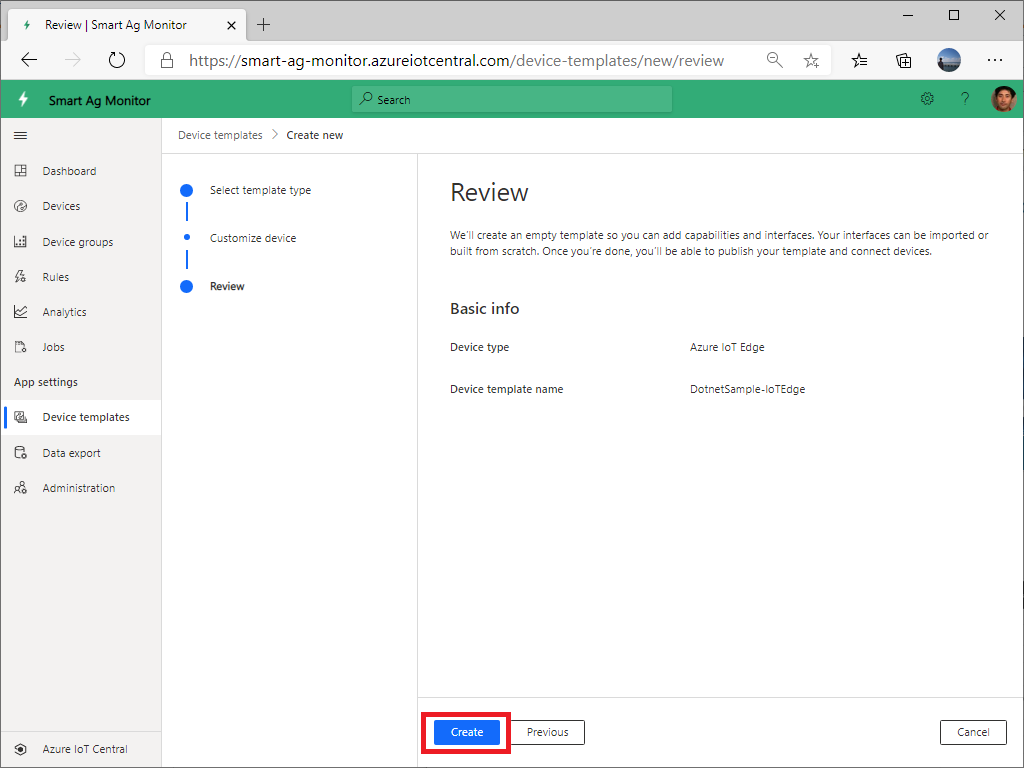 Review | Smart Ag Monitor
https://smart-ag-monitor.azureiotcentral.com/device-templates/new/review
Smart Ag Monitor
Search
?
Device templates > Create new
Dashboard
Devices
Device groups
Rules
Analytics
Jobs
App settings
Device templates
Data export
Administration
Azure IoT Central
Select template type
Customize device
Review
Review
We'll create an empty template so you can add capabilities and interfaces. Your interfaces can be imported or
built from scratch. Once you're done, you'll be able to publish your template and connect devices.
Basic info
Device type Azure IoT Edge
Device template name DotnetSample-IoTEdge
Create Previous Cancel